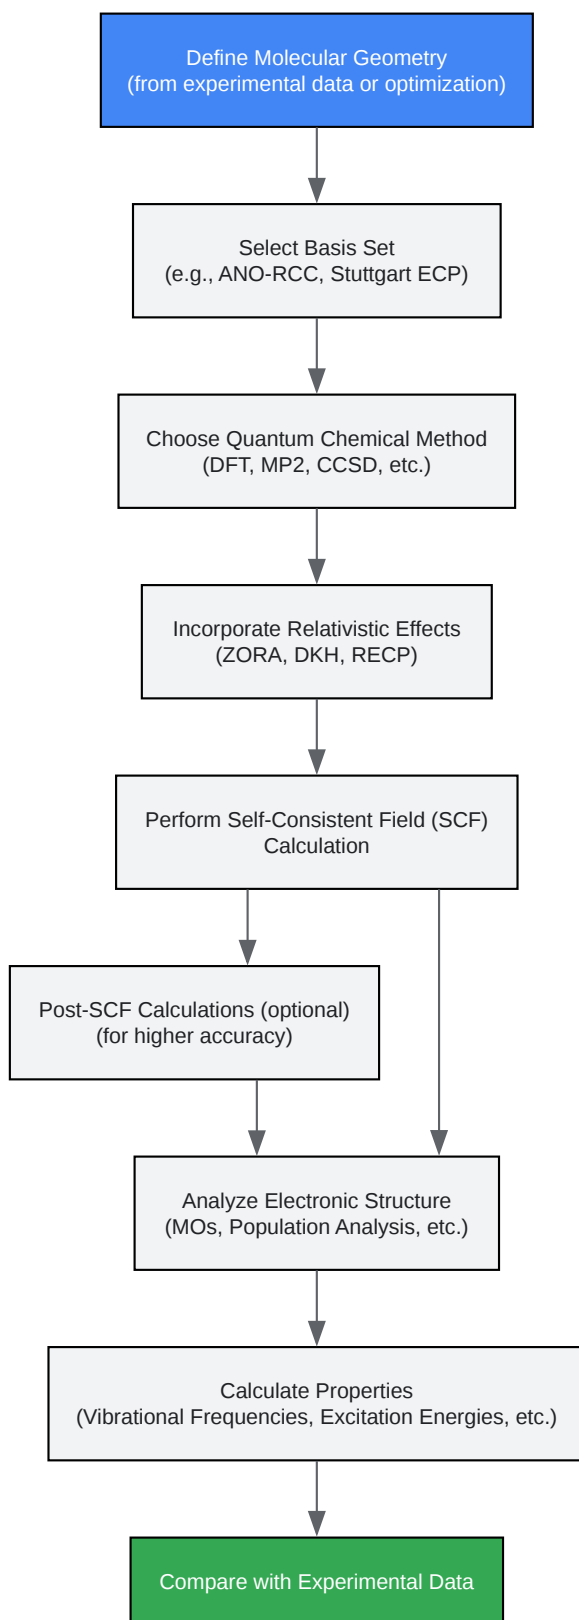 Define Molecular Geometry
(from experimental data or optimization)
Select Basis Set
(e.g., ANO-RCC, Stuttgart ECP)
Choose Quantum Chemical Method
(DFT, MP2, CCSD, etc.)
Incorporate Relativistic Effects
(ZORA, DKH, RECP)
Perform Self-Consistent Field (SCF)
Calculation
Post-SCF Calculations (optional)
(for higher accuracy)
Analyze Electronic Structure
(MOs, Population Analysis, etc.)
Calculate Properties
(Vibrational Frequencies, Excitation Energies, etc.)
Compare with Experimental Data